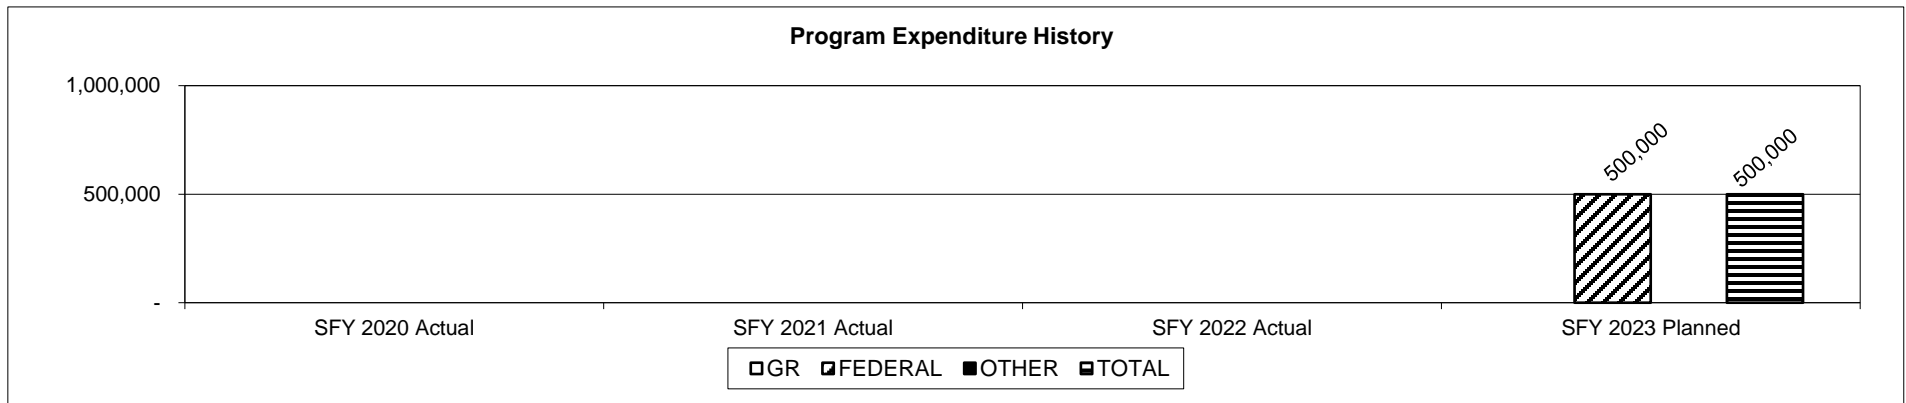 Program Expenditure History
1,000,000
500,000
-
500,000
500,000
SFY 2020 Actual
SFY 2021 Actual
SFY 2022 Actual
SFY 2023 Planned
GR FEDERAL OTHER TOTAL